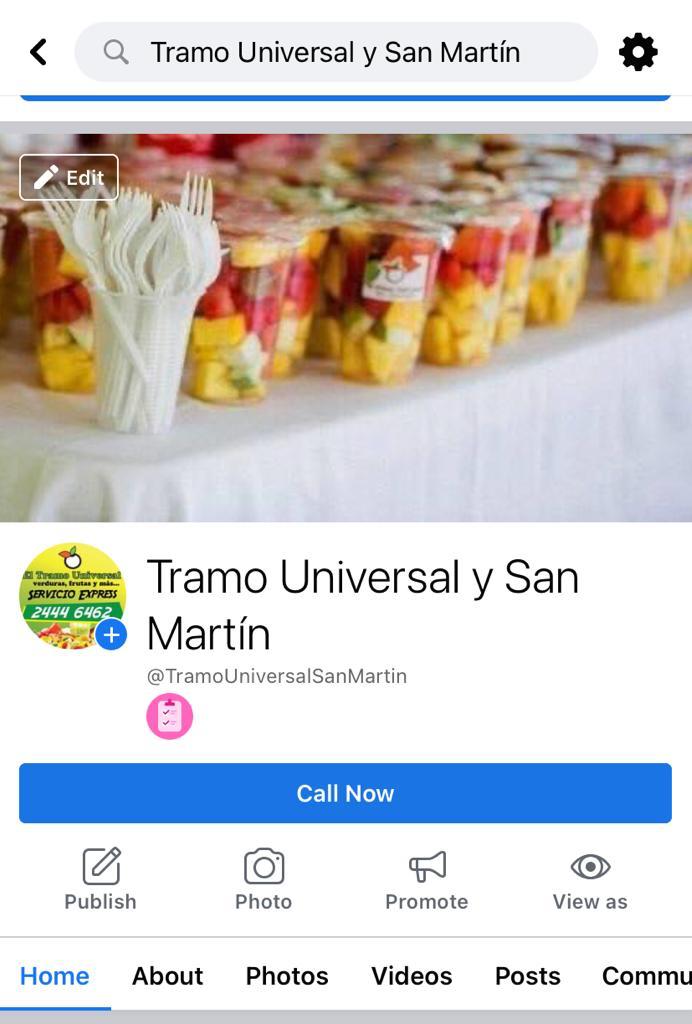 Tramo Universal y San Martín
Edit
El Tramo Universal
verduras, frutas y más...
SERVICIO EXPRESS
2444 6462
Tramo Universal y San
Martín
@TramoUniversalSanMartin
Call Now
Publish
Photo
Promote
View as
Home
About
Photos
Videos
Posts
Commu